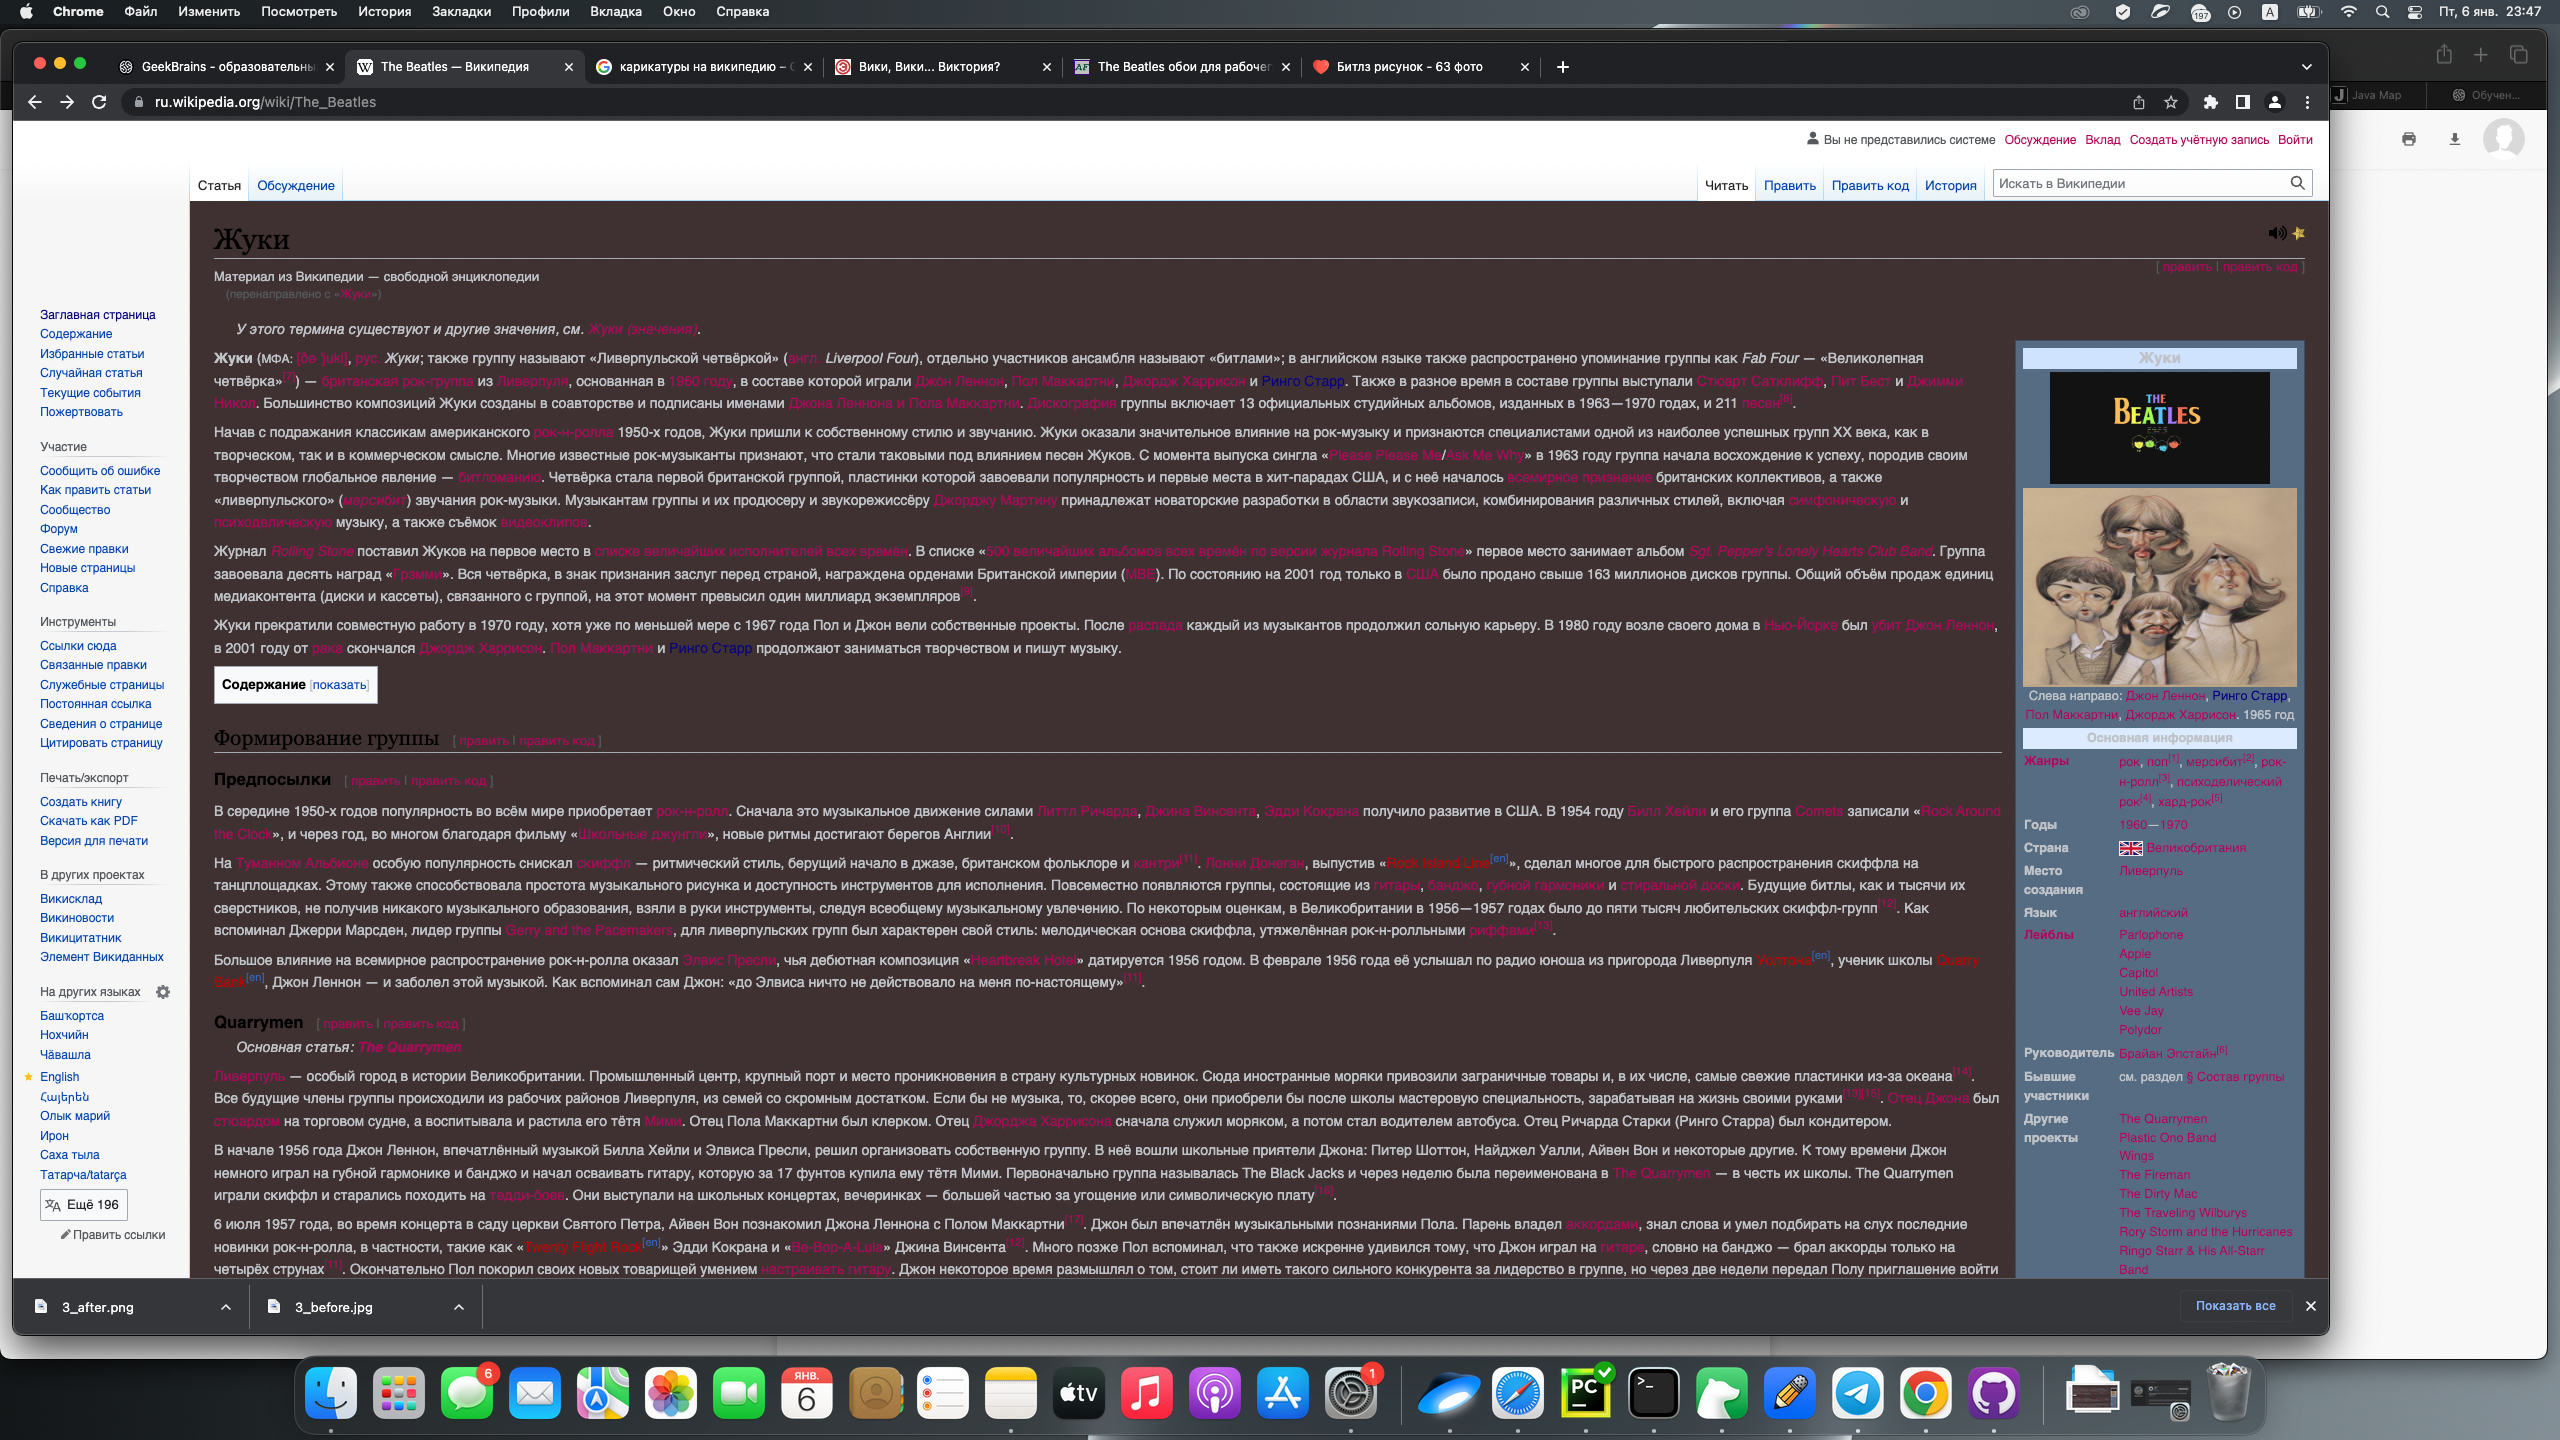 Chrome Файл Изменить Посмотреть История Закладки Профили Вкладка Окно Справка
197 A Пт, 6 янв. 23:47
GeekBrains - образовательнь
The Beatles — Википедия
карикатуры на википедию – G
Вики, Вики... Виктория?
The Beatles обои для рабочег
Битлз рисунок - 63 фото
ru.wikipedia.org/wiki/The_Beatles
Java Map
Обучен...
Вы не представились системе Обсуждение Вклад Создать учётную запись Войти
Статья Обсуждение
Читать Править Править код История Искать в Википедии
Жуки
Материал из Википедии — свободной энциклопедии
[ править | править код ]
(перенаправлено с «Жуки»)
У этого термина существуют и другие значения, см. Жуки (значения).
Жуки (МФА: [ðə ˈjuki], рус. Жуки; также группу называют «Ливерпульской четвёркой» (англ. Liverpool Four), отдельно участников ансамбля называют «битлами»; в английском языке также распространено упоминание группы как Fab Four — «Великолепная
четвёрка»[7]) — британская рок-группа из Ливерпуля, основанная в 1960 году, в составе которой играли Джон Леннон, Пол Маккартни, Джордж Харрисон и Ринго Старр. Также в разное время в составе группы выступали Стюарт Сатклифф, Пит Бест и Джимми
Никол. Большинство композиций Жуки созданы в соавторстве и подписаны именами Джона Леннона и Пола Маккартни. Дискография группы включает 13 официальных студийных альбомов, изданных в 1963—1970 годах, и 211 песен[8].
Начав с подражания классикам американского рок-н-ролла 1950-х годов, Жуки пришли к собственному стилю и звучанию. Жуки оказали значительное влияние на рок-музыку и признаются специалистами одной из наиболее успешных групп XX века, как в
творческом, так и в коммерческом смысле. Многие известные рок-музыканты признают, что стали таковыми под влиянием песен Жуков. С момента выпуска сингла «Please Please Me/Ask Me Why» в 1963 году группа начала восхождение к успеху, породив своим
творчеством глобальное явление — битломанию. Четвёрка стала первой британской группой, пластинки которой завоевали популярность и первые места в хит-парадах США, и с неё началось всемирное признание британских коллективов, а также
«ливерпульского» (мерсибит) звучания рок-музыки. Музыкантам группы и их продюсеру и звукорежиссёру Джорджу Мартину принадлежат новаторские разработки в области звукозаписи, комбинирования различных стилей, включая симфоническую и
психоделическую музыку, а также съёмок видеоклипов.
Журнал Rolling Stone поставил Жуков на первое место в списке величайших исполнителей всех времён. В списке «500 величайших альбомов всех времён по версии журнала Rolling Stone» первое место занимает альбом Sgt. Pepper's Lonely Hearts Club Band. Группа
завоевала десять наград «Грэмми». Вся четвёрка, в знак признания заслуг перед страной, награждена орденами Британской империи (MBE). По состоянию на 2001 год только в США было продано свыше 163 миллионов дисков группы. Общий объём продаж единиц
медиаконтента (диски и кассеты), связанного с группой, на этот момент превысил один миллиард экземпляров[9].
Жуки прекратили совместную работу в 1970 году, хотя уже по меньшей мере с 1967 года Пол и Джон вели собственные проекты. После распада каждый из музыкантов продолжил сольную карьеру. В 1980 году возле своего дома в Нью-Йорке был убит Джон Леннон,
в 2001 году от рака скончался Джордж Харрисон. Пол Маккартни и Ринго Старр продолжают заниматься творчеством и пишут музыку.
Содержание [показать]
Формирование группы [ править | править код ]
Предпосылки [ править | править код ]
В середине 1950-х годов популярность во всём мире приобретает рок-н-ролл. Сначала это музыкальное движение силами Литтл Ричарда, Джина Винсента, Эдди Кокрана получило развитие в США. В 1954 году Билл Хейли и его группа Comets записали «Rock Around
the Clock», и через год, во многом благодаря фильму «Школьные джунгли», новые ритмы достигают берегов Англии[10].
На Туманном Альбионе особую популярность снискал скиффл — ритмический стиль, берущий начало в джазе, британском фольклоре и кантри[11]. Лонни Донеган, выпустив «Rock Island Line[en]», сделал многое для быстрого распространения скиффла на
танцплощадках. Этому также способствовала простота музыкального рисунка и доступность инструментов для исполнения. Повсеместно появляются группы, состоящие из гитары, банджо, губной гармоники и стиральной доски. Будущие битлы, как и тысячи их
сверстников, не получив никакого музыкального образования, взяли в руки инструменты, следуя всеобщему музыкальному увлечению. По некоторым оценкам, в Великобритании в 1956—1957 годах было до пяти тысяч любительских скиффл-групп[12]. Как
вспоминал Джерри Марсден, лидер группы Gerry and the Pacemakers, для ливерпульских групп был характерен свой стиль: мелодическая основа скиффла, утяжелённая рок-н-ролльными риффами[13].
Большое влияние на всемирное распространение рок-н-ролла оказал Элвис Пресли, чья дебютная композиция «Heartbreak Hotel» датируется 1956 годом. В феврале 1956 года её услышал по радио юноша из пригорода Ливерпуля Уолтона[en], ученик школы Quarry
Bank[en], Джон Леннон — и заболел этой музыкой. Как вспоминал сам Джон: «до Элвиса ничто не действовало на меня по-настоящему»[11].
Quarrymen [ править | править код ]
Основная статья: The Quarrymen
Ливерпуль — особый город в истории Великобритании. Промышленный центр, крупный порт и место проникновения в страну культурных новинок. Сюда иностранные моряки привозили заграничные товары и, в их числе, самые свежие пластинки из-за океана[14].
Все будущие члены группы происходили из рабочих районов Ливерпуля, из семей со скромным достатком. Если бы не музыка, то, скорее всего, они приобрели бы после школы мастеровую специальность, зарабатывая на жизнь своими руками[13][15]. Отец Джона был
стюардом на торговом судне, а воспитывала и растила его тётя Мими. Отец Пола Маккартни был клерком. Отец Джорджа Харрисона сначала служил моряком, а потом стал водителем автобуса. Отец Ричарда Старки (Ринго Старра) был кондитером.
В начале 1956 года Джон Леннон, впечатлённый музыкой Билла Хейли и Элвиса Пресли, решил организовать собственную группу. В неё вошли школьные приятели Джона: Питер Шоттон, Найджел Уалли, Айвен Вон и некоторые другие. К тому времени Джон
немного играл на губной гармонике и банджо и начал осваивать гитару, которую за 17 фунтов купила ему тётя Мими. Первоначально группа называлась The Black Jacks и через неделю была переименована в The Quarrymen — в честь их школы. The Quarrymen
играли скиффл и старались походить на тедди-боев. Они выступали на школьных концертах, вечеринках — большей частью за угощение или символическую плату[16].
6 июля 1957 года, во время концерта в саду церкви Святого Петра, Айвен Вон познакомил Джона Леннона с Полом Маккартни[17]. Джон был впечатлён музыкальными познаниями Пола. Парень владел аккордами, знал слова и умел подбирать на слух последние
новинки рок-н-ролла, в частности, такие как «Twenty Flight Rock[en]» Эдди Кокрана и «Be-Bop-A-Lula» Джина Винсента[12]. Много позже Пол вспоминал, что также искренне удивился тому, что Джон играл на гитаре, словно на банджо — брал аккорды только на
четырёх струнах[11]. Окончательно Пол покорил своих новых товарищей умением настраивать гитару. Джон некоторое время размышлял о том, стоит ли иметь такого сильного конкурента за лидерство в группе, но через две недели передал Полу приглашение войти
Заглавная страница
Содержание
Избранные статьи
Случайная статья
Текущие события
Пожертвовать
Участие
Сообщить об ошибке
Как править статьи
Сообщество
Форум
Свежие правки
Новые страницы
Справка
Инструменты
Ссылки сюда
Связанные правки
Служебные страницы
Постоянная ссылка
Сведения о странице
Цитировать страницу
Печать/экспорт
Создать книгу
Скачать как PDF
Версия для печати
В других проектах
Викисклад
Викиновости
Викицитатник
Элемент Викиданных
На других языках
Башҡортса
Нохчийн
Чӑвашла
English
Հայերեն
Олык марий
Ирон
Саха тыла
Татарча/tatarça
Ещё 196
Править ссылки
Жуки
THE
BEATLES
Слева направо: Джон Леннон, Ринго Старр,
Пол Маккартни, Джордж Харрисон. 1965 год
Основная информация
Жанры рок, поп[1], мерсибит[2], рок-
н-ролл[3], психоделический
рок[4], хард-рок[5]
Годы 1960—1970
Страна Великобритания
Место Ливерпуль
создания
Язык английский
Лейблы Parlophone
Apple
Capitol
United Artists
Vee Jay
Polydor
Руководитель Брайан Эпстайн[6]
Бывшие см. раздел § Состав группы
участники
Другие The Quarrymen
проекты Plastic Ono Band
Wings
The Fireman
The Dirty Mac
The Traveling Wilburys
Rory Storm and the Hurricanes
Ringo Starr & His All-Starr
Band
3_after.png
3_before.jpg
Показать все
6
ЯНВ.
6
tv
1
PC